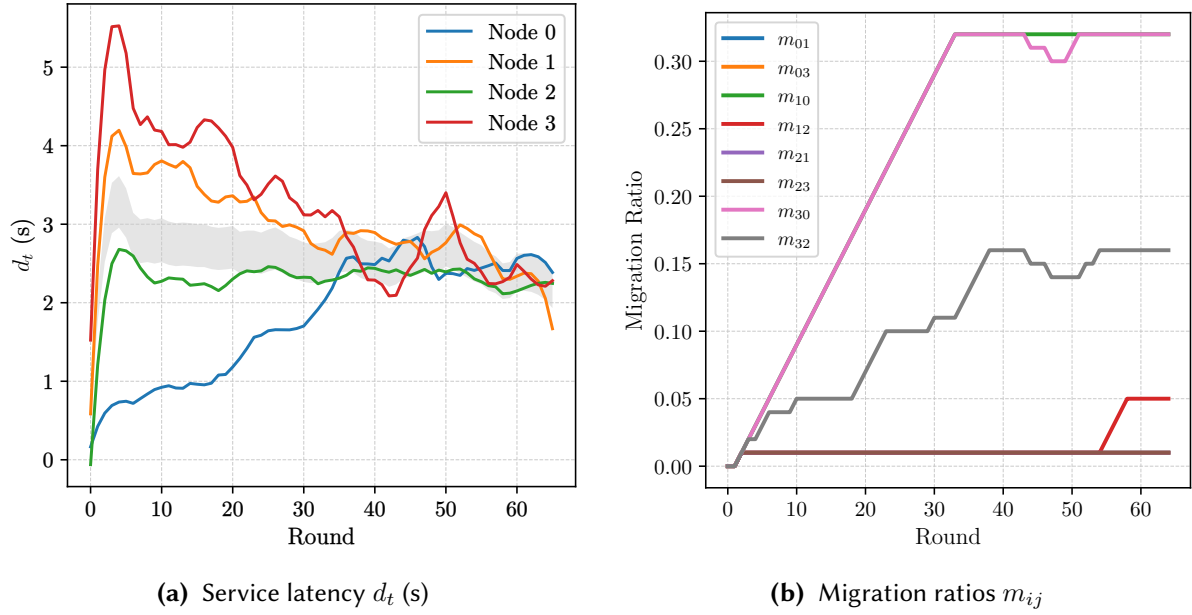 5
4
3
2
1
0
d_t (s)
0 10 20 30 40 50 60
Round
Node 0
Node 1
Node 2
Node 3
(a) Service latency d_t (s)
0.30
0.25
0.20
0.15
0.10
0.05
0.00
Migration Ratio
0 10 20 30 40 50 60
Round
m_01
m_03
m_10
m_12
m_21
m_23
m_30
m_32
(b) Migration ratios m_ij